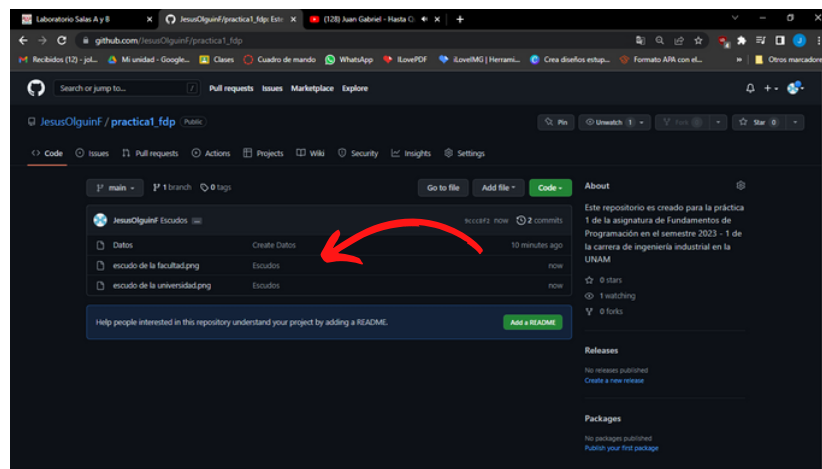 Laboratorio Salas A y B
JesusOlguinF/practica1_fdp: Este
(128) Juan Gabriel - Hasta Q
github.com/JesusOlguinF/practica1_fdp
Recibidos (12) - jol...
Mi unidad - Google...
Clases
Cuadro de mando
WhatsApp
ILovePDF
iLoveIMG | Herrami...
Crea diseños estup...
Formato APA con el...
»
Otros marcadores
Search or jump to...
/
Pull requests
Issues
Marketplace
Explore
JesusOlguinF / practica1_fdp
Public
Pin
Unwatch 1
Fork 0
Star 0
Code
Issues
Pull requests
Actions
Projects
Wiki
Security
Insights
Settings
main
1 branch
0 tags
Go to file
Add file
Code
JesusOlguinF Escudos
now
2 commits
Datos
Create Datos
10 minutes ago
escudo de la facultad.png
Escudos
now
escudo de la universidad.png
Escudos
now
Help people interested in this repository understand your project by adding a README.
Add a README
About
Este repositorio es creado para la práctica
1 de la asignatura de Fundamentos de
Programación en el semestre 2023 - 1 de
la carrera de ingeniería industrial en la
UNAM
0 stars
1 watching
0 forks
Releases
No releases published
Create a new release
Packages
No packages published
Publish your first package